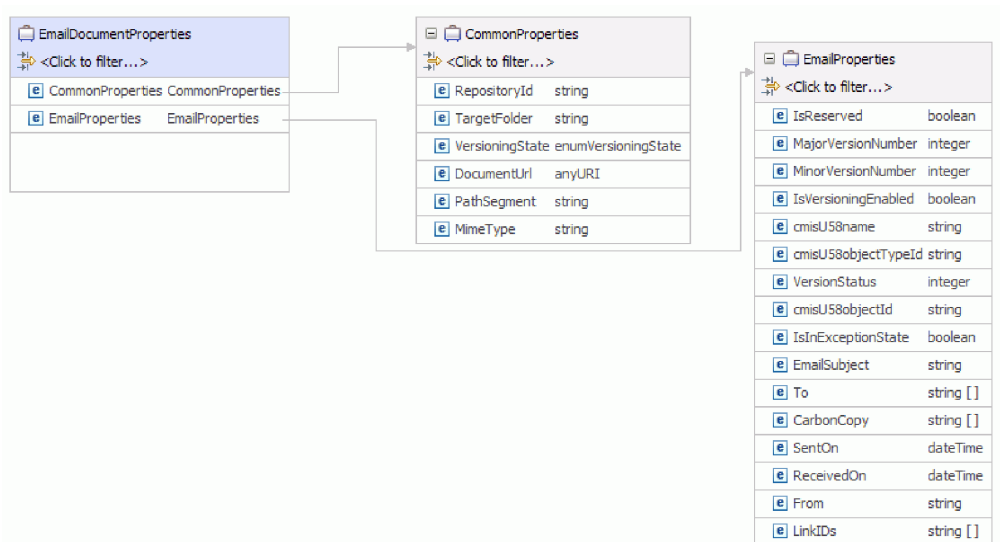 EmailDocumentProperties
<Click to filter...>
CommonProperties CommonProperties
EmailProperties EmailProperties
CommonProperties
<Click to filter...>
RepositoryId string
TargetFolder string
VersioningState enumVersioningState
DocumentUrl anyURI
PathSegment string
MimeType string
EmailProperties
<Click to filter...>
IsReserved boolean
MajorVersionNumber integer
MinorVersionNumber integer
IsVersioningEnabled boolean
cmisU58name string
cmisU58objectTypeId string
VersionStatus integer
cmisU58objectId string
IsInExceptionState boolean
EmailSubject string
To string []
CarbonCopy string []
SentOn dateTime
ReceivedOn dateTime
From string
LinkIDs string []